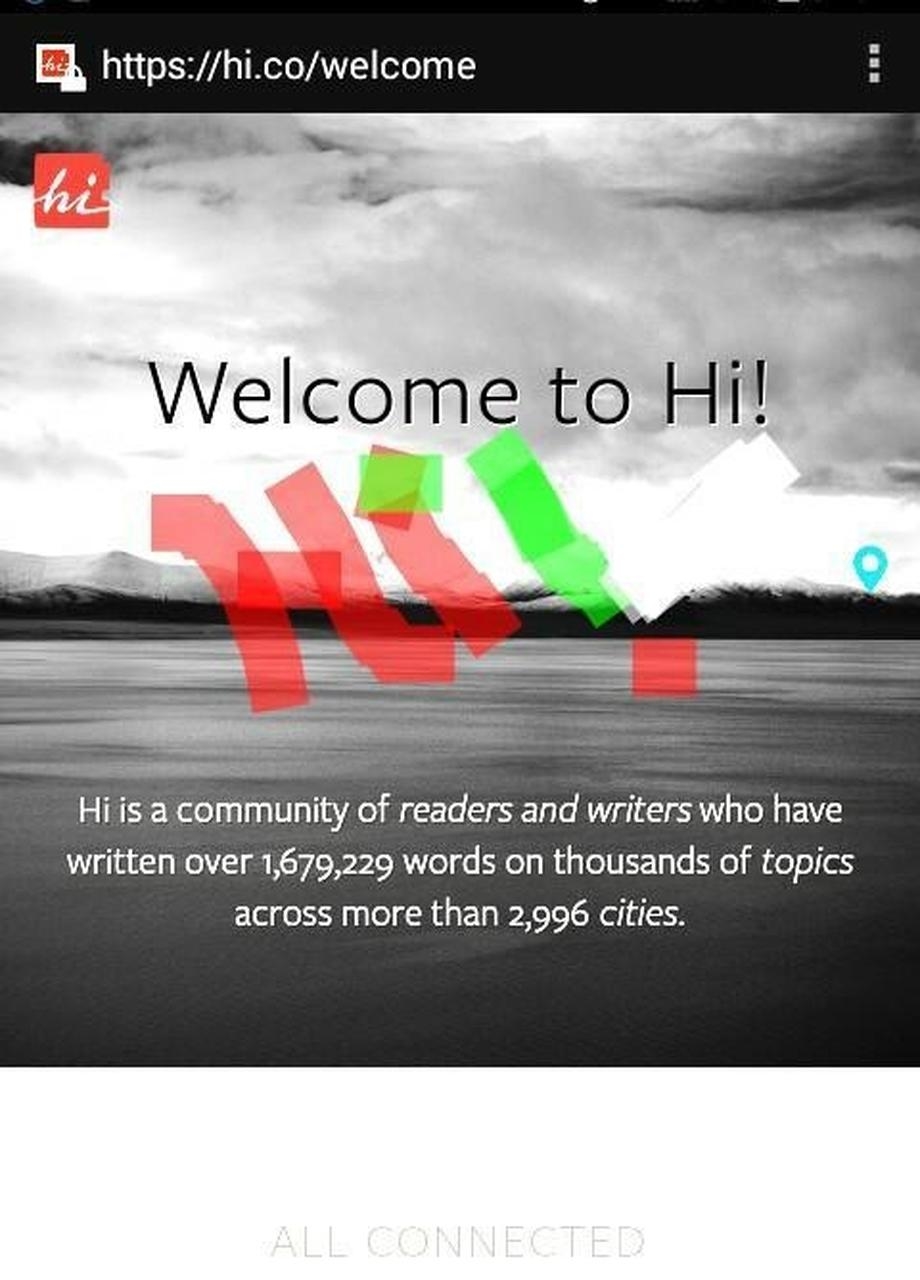 https://hi.co/welcome
hi
Welcome to Hi!
Hi is a community of readers and writers who have
written over 1,679,229 words on thousands of topics
across more than 2,996 cities.
ALL CONNECTED